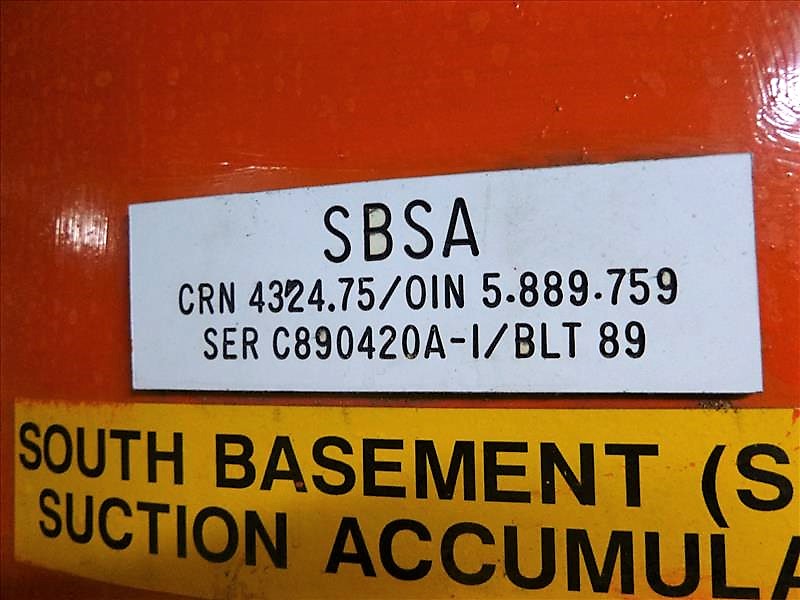 SBSA
CRN 4324.75/OIN 5.889.759
SER C890420A-1/BLT 89
SOUTH BASEMENT (S
SUCTION ACCUMULA